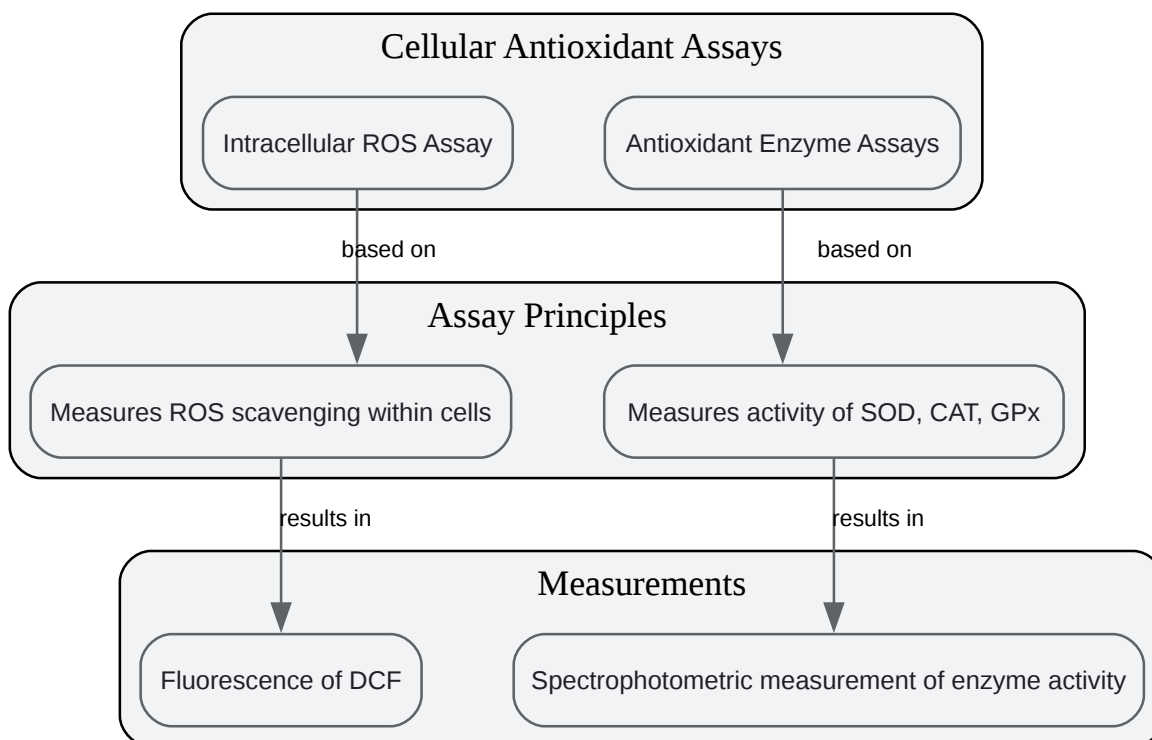 Cellular Antioxidant Assays
Intracellular ROS Assay
Antioxidant Enzyme Assays
based on
based on
Assay Principles
Measures ROS scavenging within cells
Measures activity of SOD, CAT, GPx
results in
results in
Measurements
Fluorescence of DCF
Spectrophotometric measurement of enzyme activity